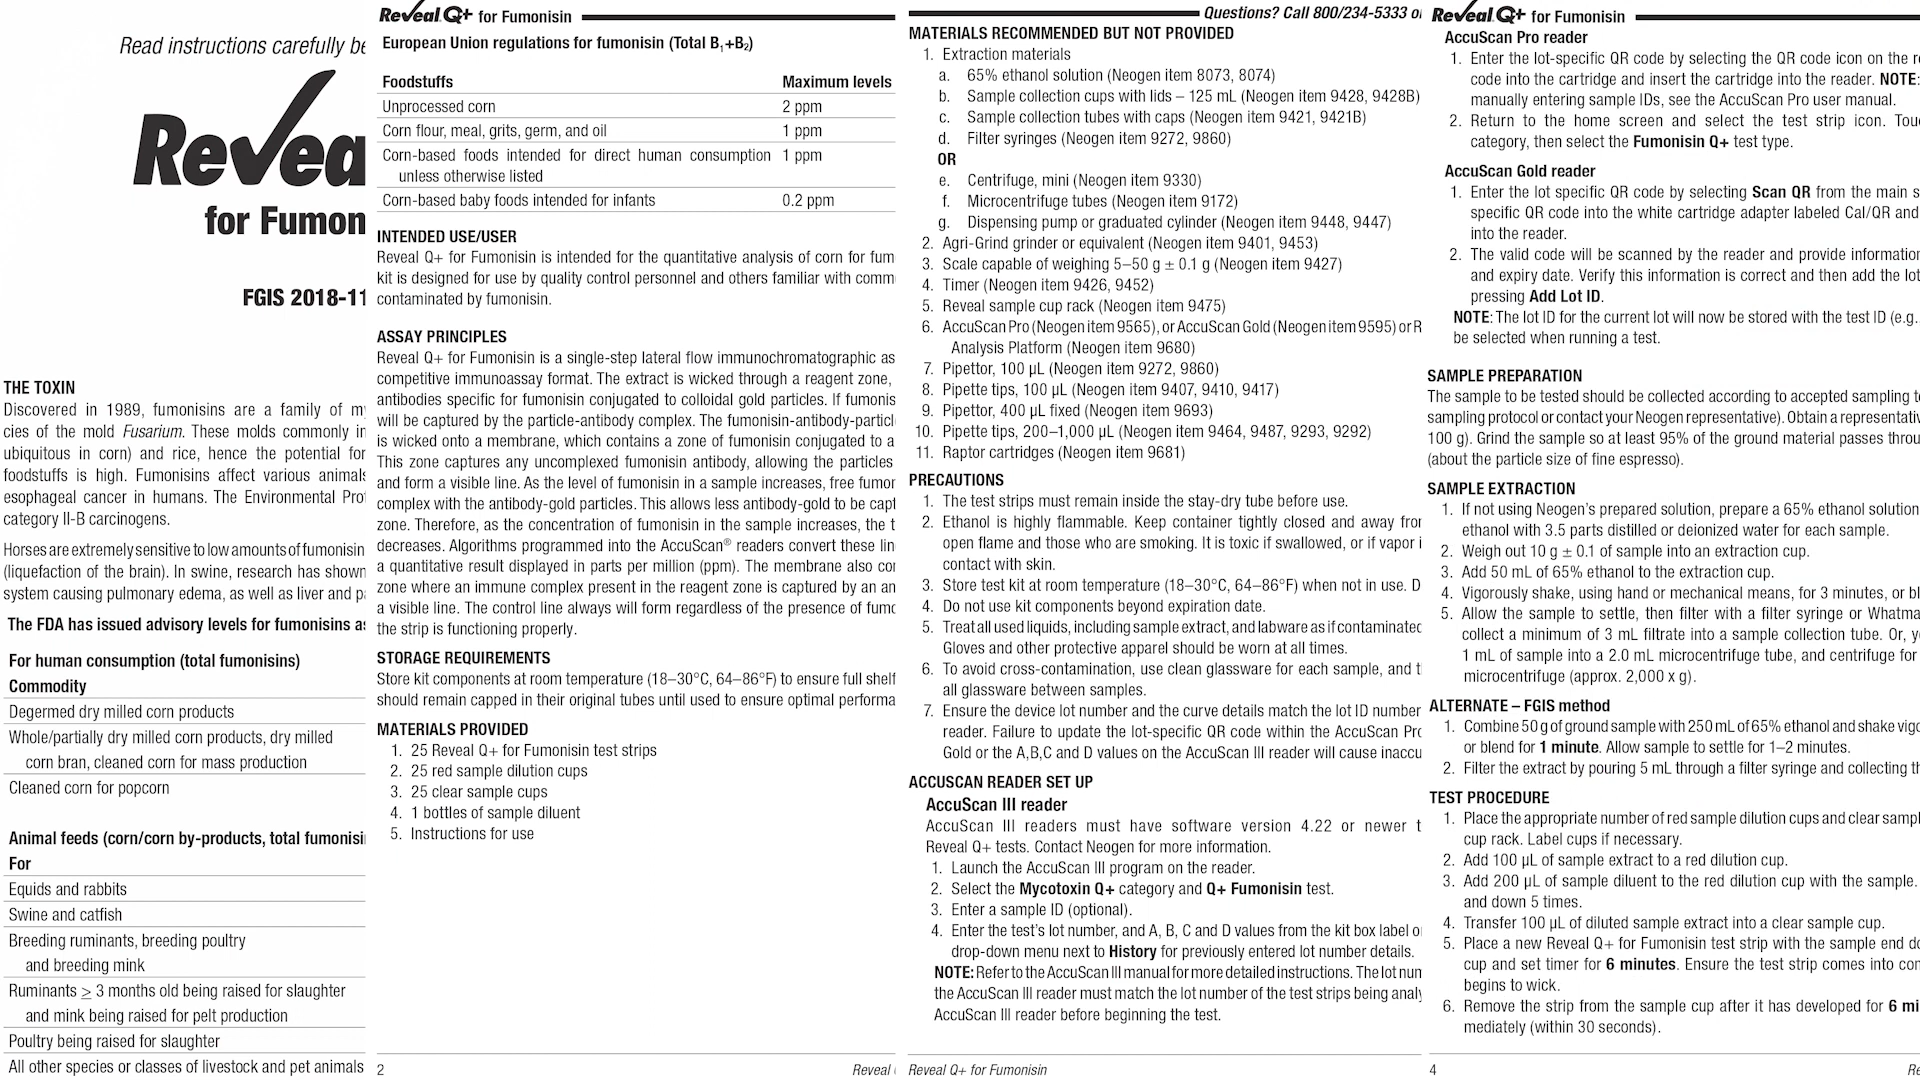 Read instructions carefully be
Revea
for Fumon
FGIS 2018-11
THE TOXIN
Discovered in 1989, fumonisins are a family of my
cies of the mold Fusarium. These molds commonly in
ubiquitous in corn) and rice, hence the potential for
foodstuffs is high. Fumonisins affect various animals
esophageal cancer in humans. The Environmental Prot
category II-B carcinogens.
Horses are extremely sensitive to low amounts of fumonisin
(liquefaction of the brain). In swine, research has shown
system causing pulmonary edema, as well as liver and pa
The FDA has issued advisory levels for fumonisins as
For human consumption (total fumonisins)
Commodity
Degermed dry milled corn products
Whole/partially dry milled corn products, dry milled
corn bran, cleaned corn for mass production
Cleaned corn for popcorn
Animal feeds (corn/corn by-products, total fumonisi
For
Equids and rabbits
Swine and catfish
Breeding ruminants, breeding poultry
and breeding mink
Ruminants ≥ 3 months old being raised for slaughter
and mink being raised for pelt production
Poultry being raised for slaughter
All other species or classes of livestock and pet animals
Reveal Q+ for Fumonisin
European Union regulations for fumonisin (Total B₁+B₂)
Foodstuffs Maximum levels
Unprocessed corn 2 ppm
Corn flour, meal, grits, germ, and oil 1 ppm
Corn-based foods intended for direct human consumption 1 ppm
unless otherwise listed
Corn-based baby foods intended for infants 0.2 ppm
INTENDED USE/USER
Reveal Q+ for Fumonisin is intended for the quantitative analysis of corn for fum
kit is designed for use by quality control personnel and others familiar with comm
contaminated by fumonisin.
ASSAY PRINCIPLES
Reveal Q+ for Fumonisin is a single-step lateral flow immunochromatographic as
competitive immunoassay format. The extract is wicked through a reagent zone,
antibodies specific for fumonisin conjugated to colloidal gold particles. If fumonis
will be captured by the particle-antibody complex. The fumonisin-antibody-particl
is wicked onto a membrane, which contains a zone of fumonisin conjugated to a
This zone captures any uncomplexed fumonisin antibody, allowing the particles
and form a visible line. As the level of fumonisin in a sample increases, free fumon
complex with the antibody-gold particles. This allows less antibody-gold to be capt
zone. Therefore, as the concentration of fumonisin in the sample increases, the t
decreases. Algorithms programmed into the AccuScan® readers convert these lin
a quantitative result displayed in parts per million (ppm). The membrane also con
zone where an immune complex present in the reagent zone is captured by an an
a visible line. The control line always will form regardless of the presence of fumo
the strip is functioning properly.
STORAGE REQUIREMENTS
Store kit components at room temperature (18–30°C, 64–86°F) to ensure full shelf
should remain capped in their original tubes until used to ensure optimal performa
MATERIALS PROVIDED
1. 25 Reveal Q+ for Fumonisin test strips
2. 25 red sample dilution cups
3. 25 clear sample cups
4. 1 bottles of sample diluent
5. Instructions for use
2 Reveal
Questions? Call 800/234-5333 or
MATERIALS RECOMMENDED BUT NOT PROVIDED
1. Extraction materials
a. 65% ethanol solution (Neogen item 8073, 8074)
b. Sample collection cups with lids – 125 mL (Neogen item 9428, 9428B)
c. Sample collection tubes with caps (Neogen item 9421, 9421B)
d. Filter syringes (Neogen item 9272, 9860)
OR
e. Centrifuge, mini (Neogen item 9330)
f. Microcentrifuge tubes (Neogen item 9172)
g. Dispensing pump or graduated cylinder (Neogen item 9448, 9447)
2. Agri-Grind grinder or equivalent (Neogen item 9401, 9453)
3. Scale capable of weighing 5–50 g ± 0.1 g (Neogen item 9427)
4. Timer (Neogen item 9426, 9452)
5. Reveal sample cup rack (Neogen item 9475)
6. AccuScan Pro (Neogen item 9565), or AccuScan Gold (Neogen item 9595) or R
Analysis Platform (Neogen item 9680)
7. Pipettor, 100 µL (Neogen item 9272, 9860)
8. Pipette tips, 100 µL (Neogen item 9407, 9410, 9417)
9. Pipettor, 400 µL fixed (Neogen item 9693)
10. Pipette tips, 200–1,000 µL (Neogen item 9464, 9487, 9293, 9292)
11. Raptor cartridges (Neogen item 9681)
PRECAUTIONS
1. The test strips must remain inside the stay-dry tube before use.
2. Ethanol is highly flammable. Keep container tightly closed and away from
open flame and those who are smoking. It is toxic if swallowed, or if vapor i
contact with skin.
3. Store test kit at room temperature (18–30°C, 64–86°F) when not in use. D
4. Do not use kit components beyond expiration date.
5. Treat all used liquids, including sample extract, and labware as if contaminated
Gloves and other protective apparel should be worn at all times.
6. To avoid cross-contamination, use clean glassware for each sample, and t
all glassware between samples.
7. Ensure the device lot number and the curve details match the lot ID number
reader. Failure to update the lot-specific QR code within the AccuScan Pro
Gold or the A,B,C and D values on the AccuScan III reader will cause inaccu
ACCUSCAN READER SET UP
AccuScan III reader
AccuScan III readers must have software version 4.22 or newer t
Reveal Q+ tests. Contact Neogen for more information.
1. Launch the AccuScan III program on the reader.
2. Select the Mycotoxin Q+ category and Q+ Fumonisin test.
3. Enter a sample ID (optional).
4. Enter the test's lot number, and A, B, C and D values from the kit box label o
drop-down menu next to History for previously entered lot number details.
NOTE: Refer to the AccuScan III manual for more detailed instructions. The lot num
the AccuScan III reader must match the lot number of the test strips being analy
AccuScan III reader before beginning the test.
Reveal Q+ for Fumonisin
Reveal Q+ for Fumonisin
AccuScan Pro reader
1. Enter the lot-specific QR code by selecting the QR code icon on the r
code into the cartridge and insert the cartridge into the reader. NOTE:
manually entering sample IDs, see the AccuScan Pro user manual.
2. Return to the home screen and select the test strip icon. Touc
category, then select the Fumonisin Q+ test type.
AccuScan Gold reader
1. Enter the lot specific QR code by selecting Scan QR from the main s
specific QR code into the white cartridge adapter labeled Cal/QR and
into the reader.
2. The valid code will be scanned by the reader and provide information
and expiry date. Verify this information is correct and then add the lot
pressing Add Lot ID.
NOTE: The lot ID for the current lot will now be stored with the test ID (e.g.
be selected when running a test.
SAMPLE PREPARATION
The sample to be tested should be collected according to accepted sampling te
sampling protocol or contact your Neogen representative). Obtain a representativ
100 g). Grind the sample so at least 95% of the ground material passes throu
(about the particle size of fine espresso).
SAMPLE EXTRACTION
1. If not using Neogen's prepared solution, prepare a 65% ethanol solution
ethanol with 3.5 parts distilled or deionized water for each sample.
2. Weigh out 10 g ± 0.1 of sample into an extraction cup.
3. Add 50 mL of 65% ethanol to the extraction cup.
4. Vigorously shake, using hand or mechanical means, for 3 minutes, or bl
5. Allow the sample to settle, then filter with a filter syringe or Whatma
collect a minimum of 3 mL filtrate into a sample collection tube. Or, y
1 mL of sample into a 2.0 mL microcentrifuge tube, and centrifuge for
microcentrifuge (approx. 2,000 x g).
ALTERNATE – FGIS method
1. Combine 50 g of ground sample with 250 mL of 65% ethanol and shake vigo
or blend for 1 minute. Allow sample to settle for 1–2 minutes.
2. Filter the extract by pouring 5 mL through a filter syringe and collecting th
TEST PROCEDURE
1. Place the appropriate number of red sample dilution cups and clear sampl
cup rack. Label cups if necessary.
2. Add 100 µL of sample extract to a red dilution cup.
3. Add 200 µL of sample diluent to the red dilution cup with the sample.
and down 5 times.
4. Transfer 100 µL of diluted sample extract into a clear sample cup.
5. Place a new Reveal Q+ for Fumonisin test strip with the sample end do
cup and set timer for 6 minutes. Ensure the test strip comes into con
begins to wick.
6. Remove the strip from the sample cup after it has developed for 6 mi
mediately (within 30 seconds).
4 Re